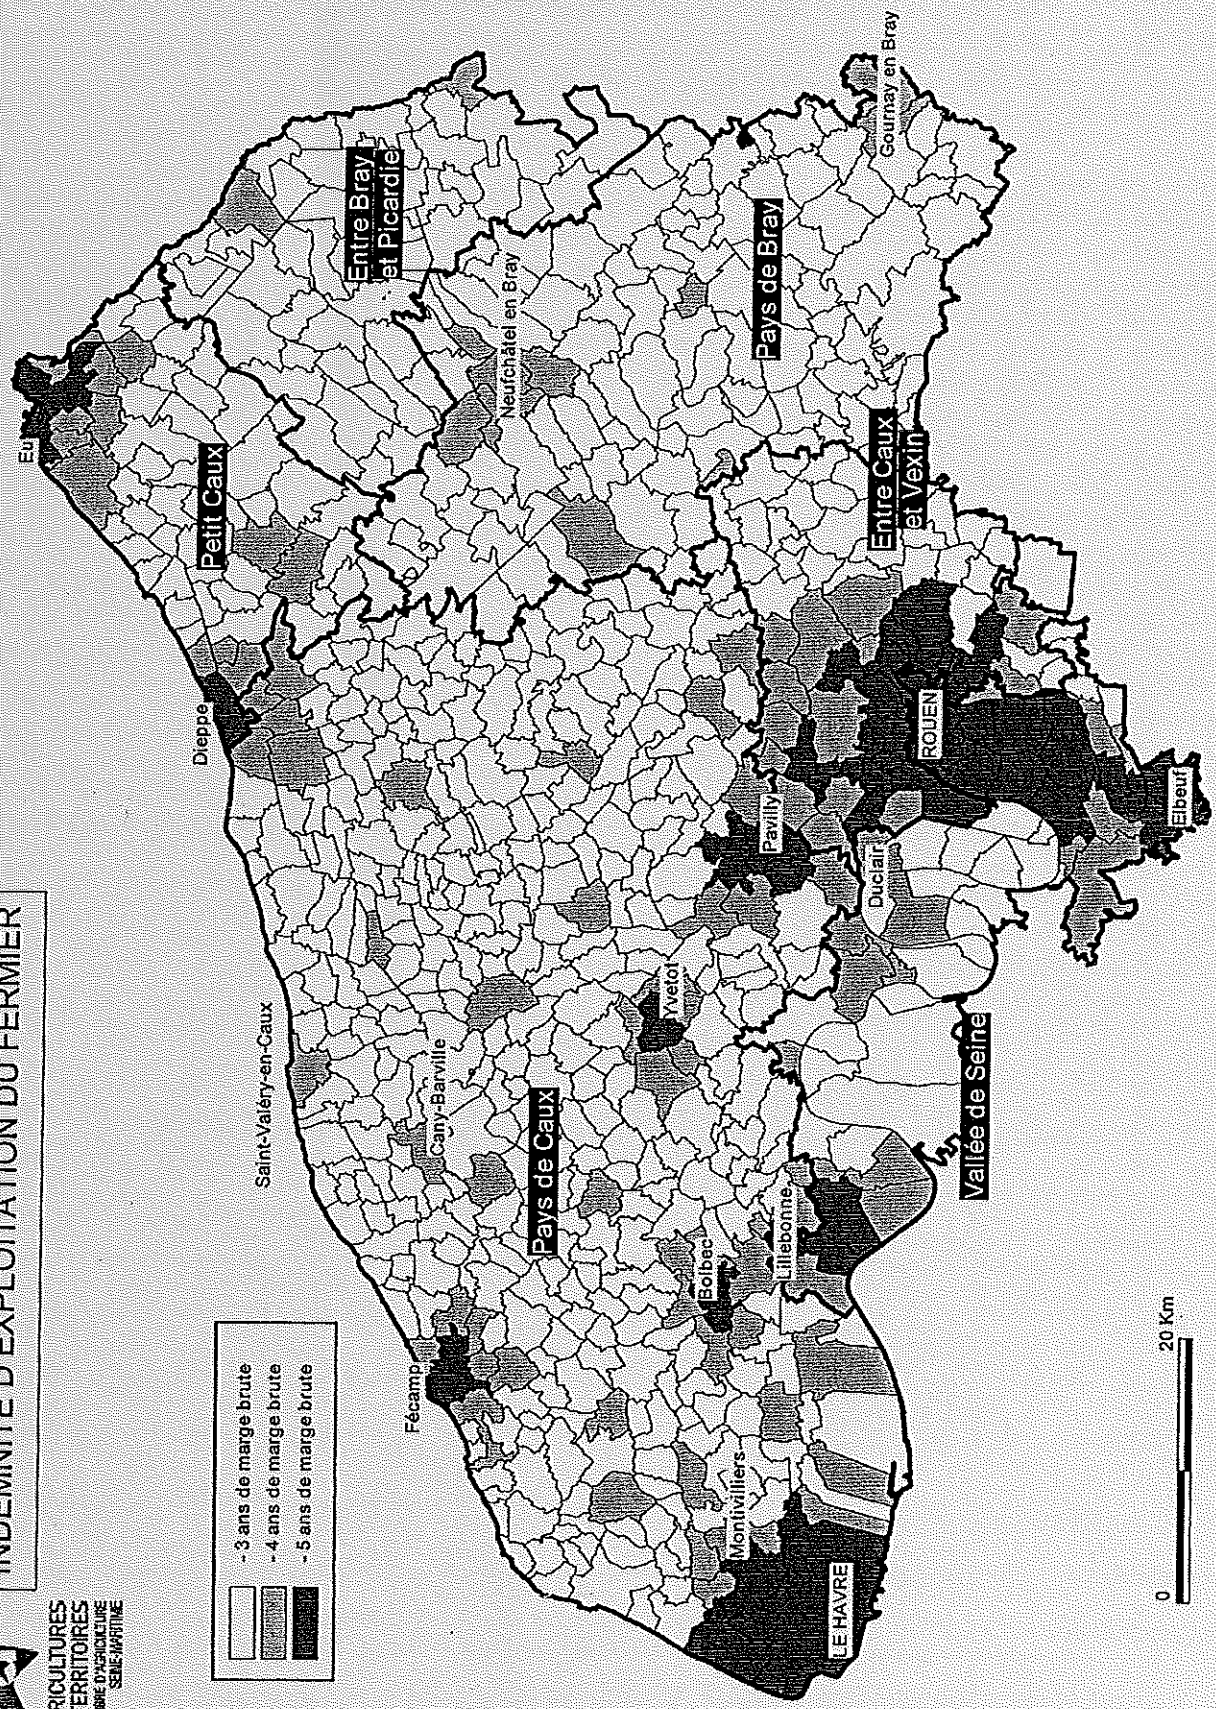 INDEMNITÉ D'EXPLOITATION DU FERMIER
TERRITOIRES
SEINE-MARITIME
- 3 ans de marge brute
- 4 ans de marge brute
- 5 ans de marge brute
Eu
Petit Caux
Dieppe
Entre Bray
et Picardie
Neufchâtel en Bray
Saint-Valéry-en-Caux
Cany-Barville
Fécamp
Pays de Caux
Yvetot
Pavilly
Bolbec
Lillebonne
Montivilliers
LE HAVRE
Duclair
ROUEN
Elbeuf
Vallée de Seine
Entre Caux
et Vexin
Pays de Bray
Gournay en Bray
0
20 Km